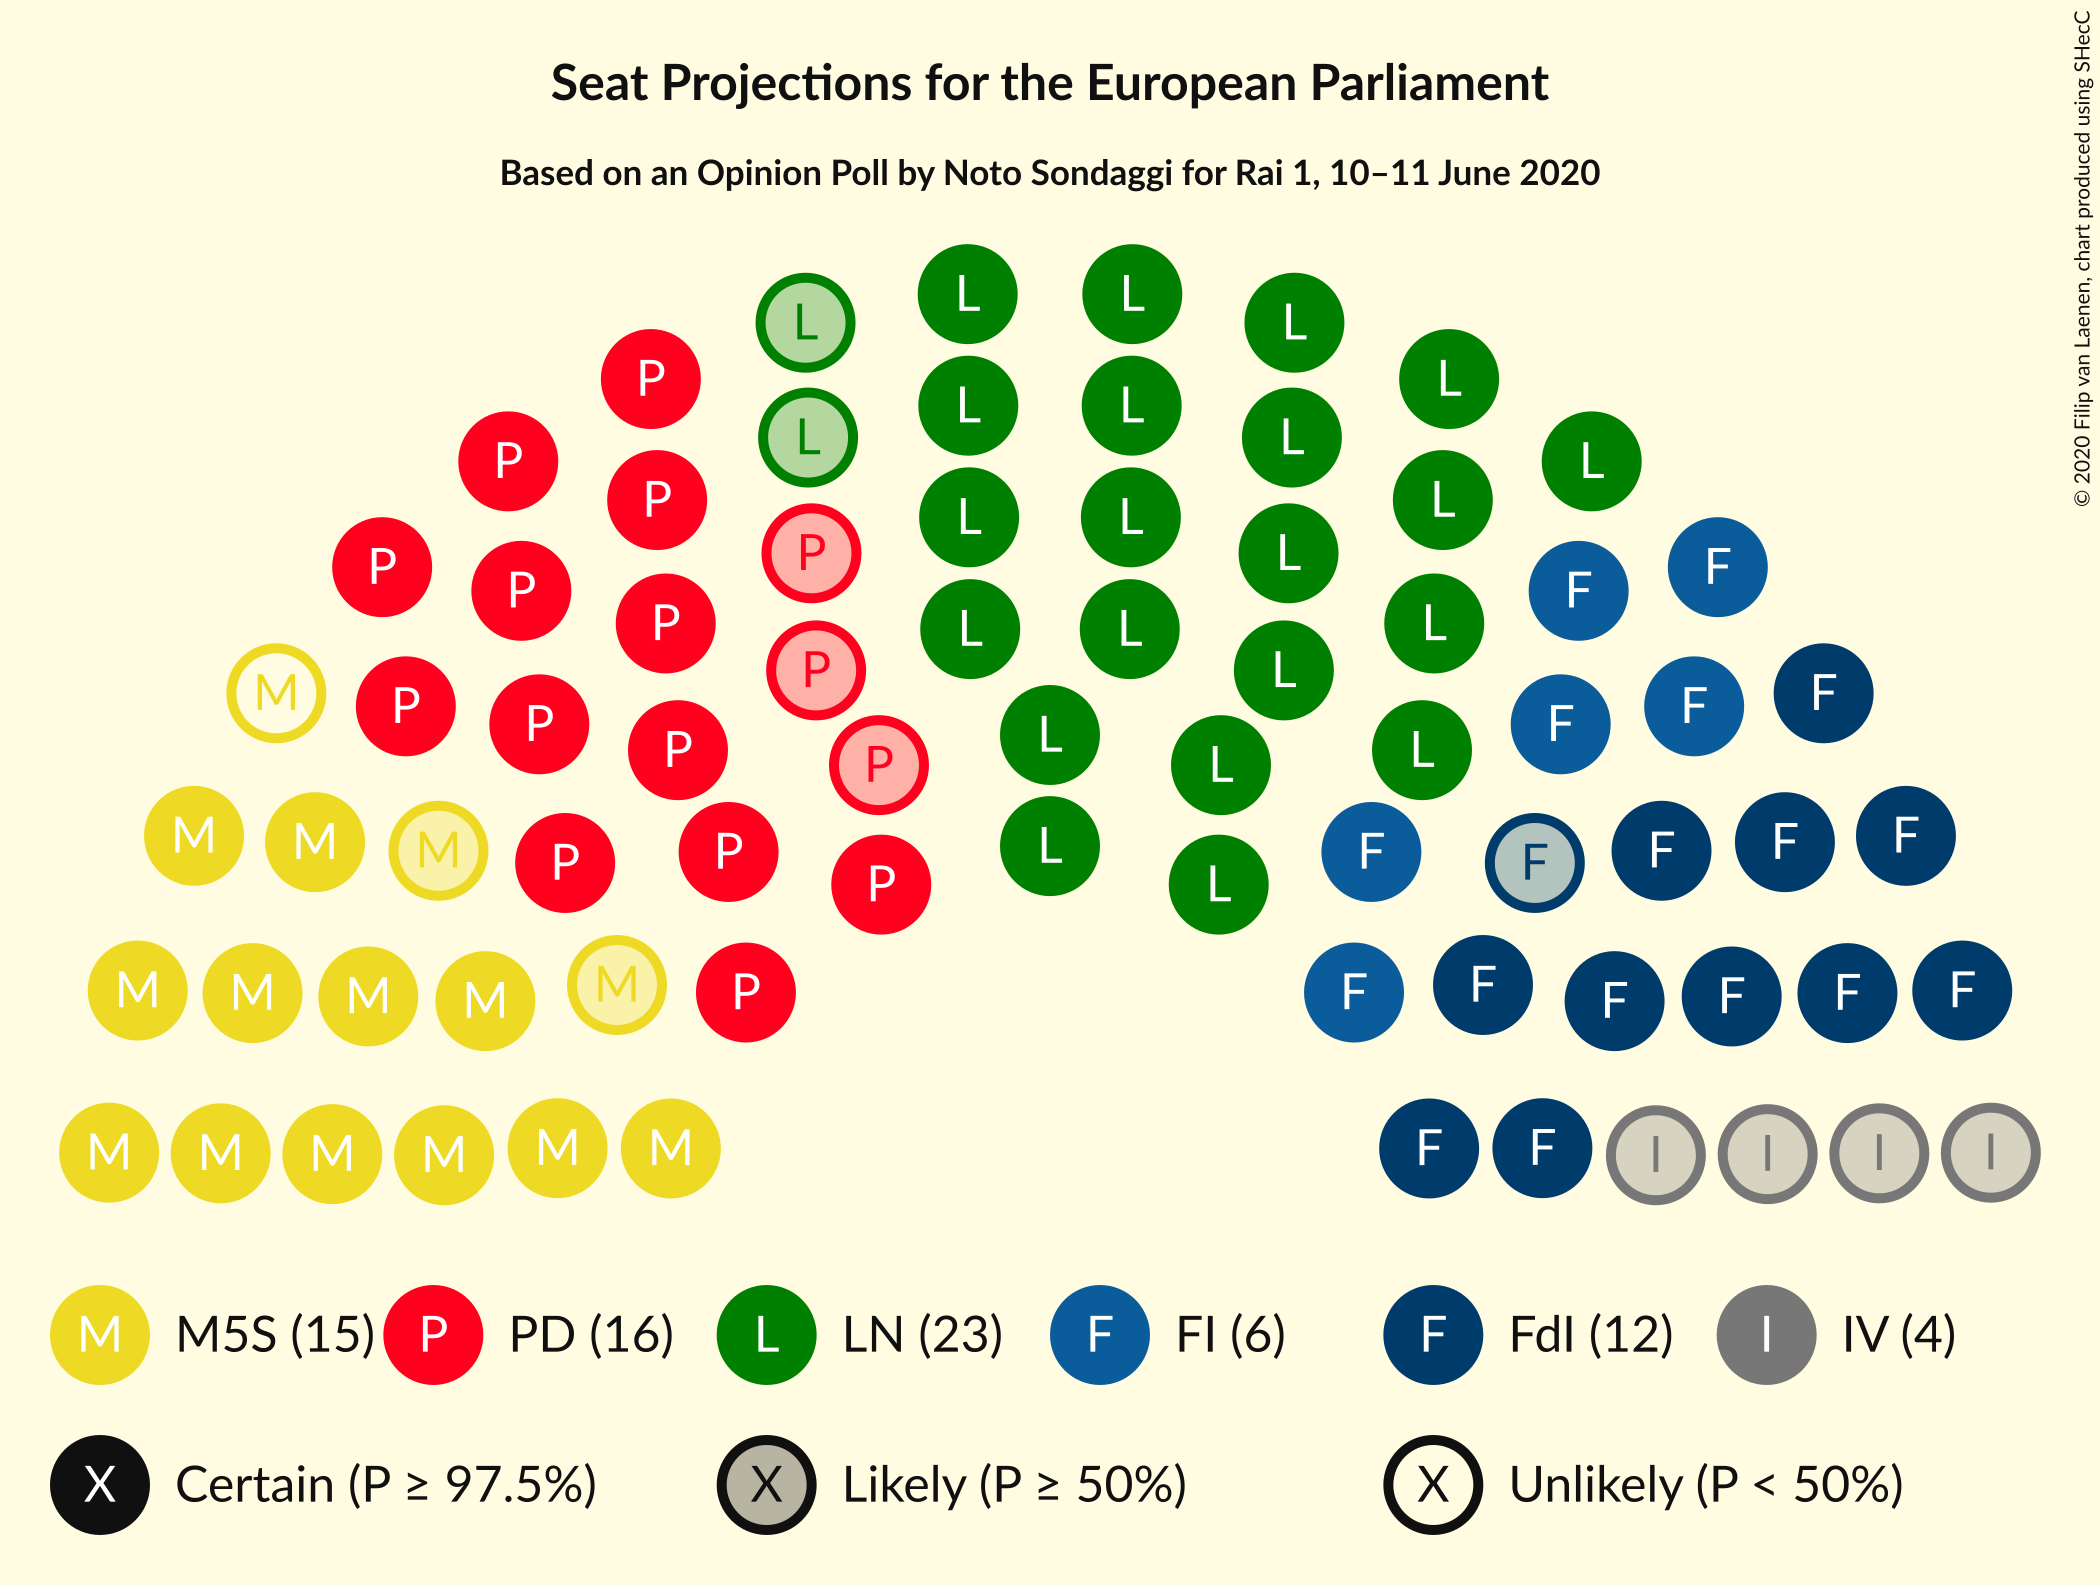 Seat Projections for the European Parliament
Based on an Opinion Poll by Noto Sondaggi for Rai 1, 10–11 June 2020
© 2020 Filip van Laenen, chart produced using SHecC
L L L L
P L L L L L
P P L L P L L L L L
P P P L L L L F F
M P P P P L L L L F F F
M M M P P P P L L L L F F F F F
M M M M M P P L L F F F F F F
M M M M M M F F I I I I
M M5S (15) P PD (16) L LN (23) F FI (6) F FdI (12) I IV (4)
X Certain (P ≥ 97.5%) X Likely (P ≥ 50%) X Unlikely (P < 50%)